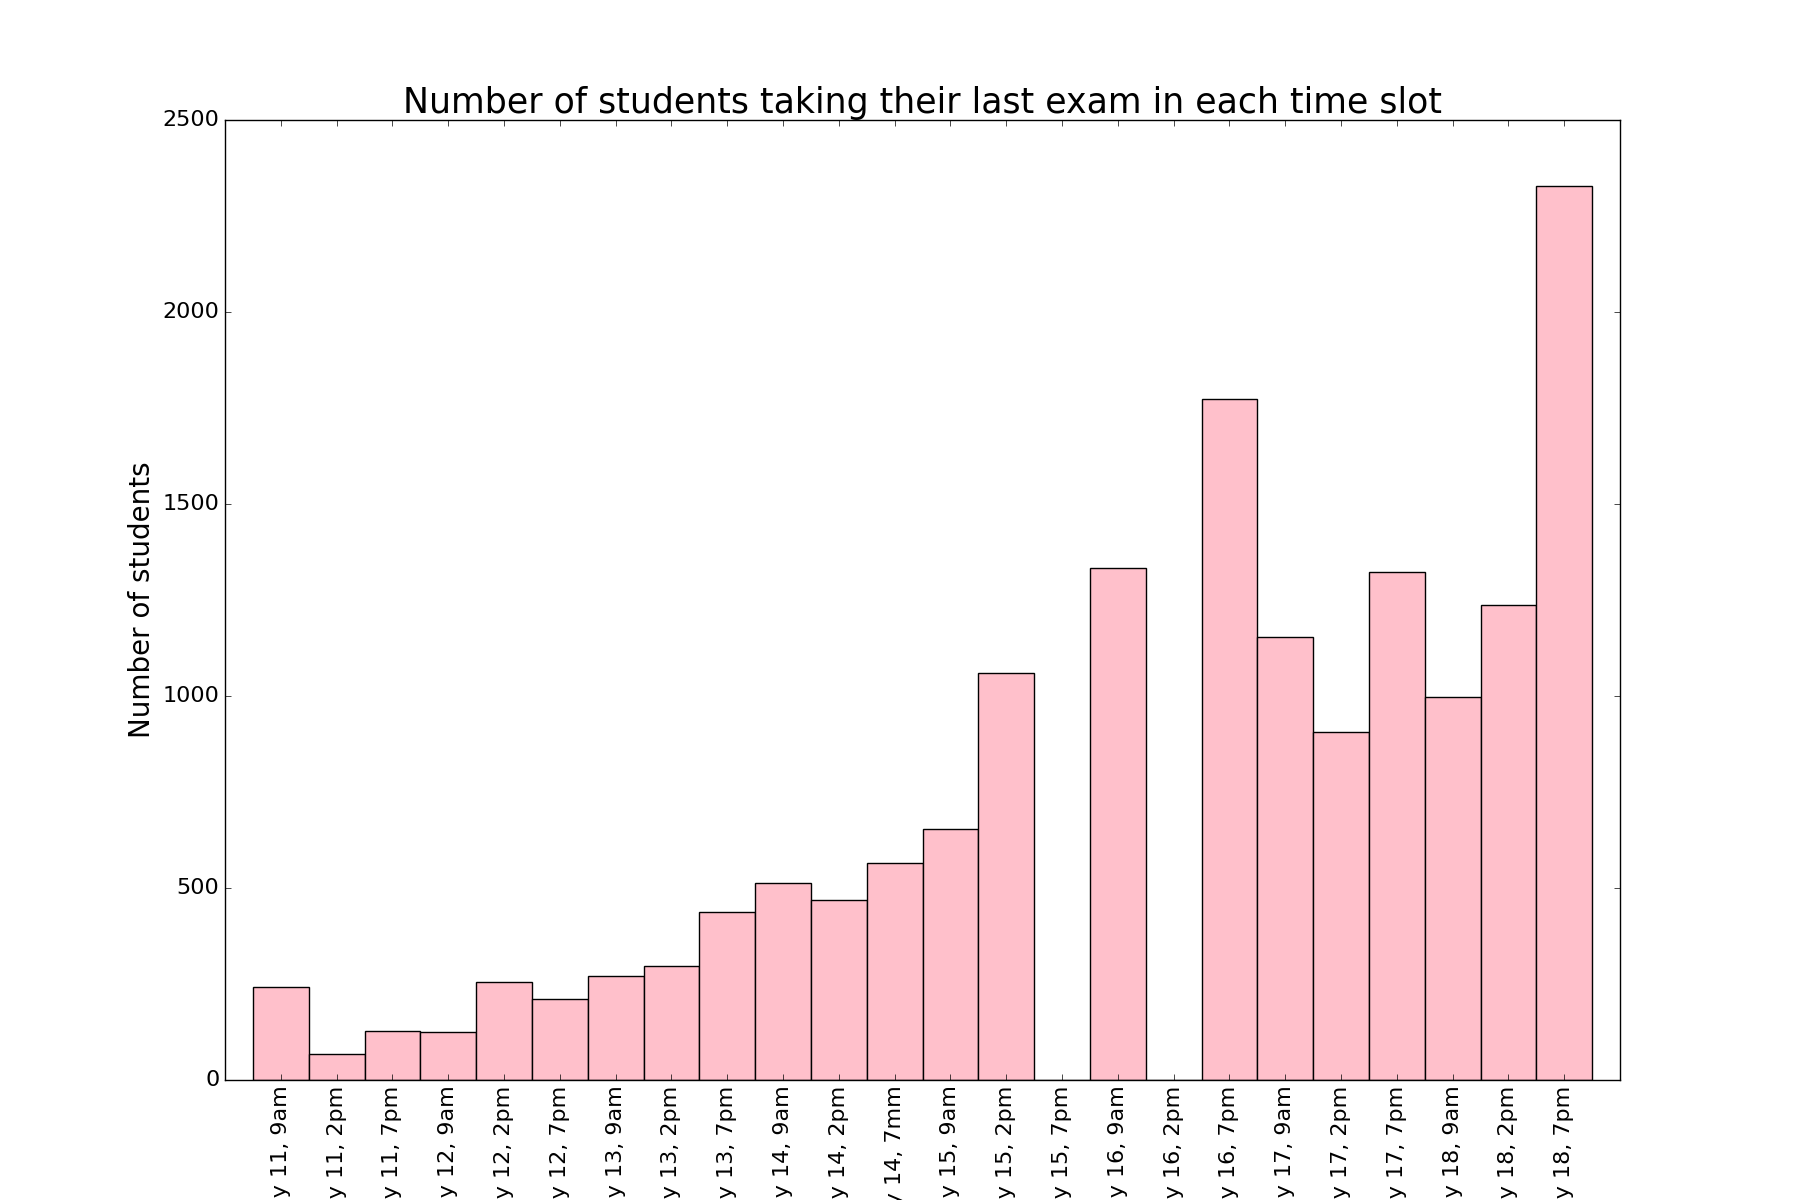 Number of students taking their last exam in each time slot
Number of students
2500
2000
1500
1000
500
0
y 11, 9am
y 11, 2pm
y 11, 7pm
y 12, 9am
y 12, 2pm
y 12, 7pm
y 13, 9am
y 13, 2pm
y 13, 7pm
y 14, 9am
y 14, 2pm
y 14, 7mm
y 15, 9am
y 15, 2pm
y 15, 7pm
y 16, 9am
y 16, 2pm
y 16, 7pm
y 17, 9am
y 17, 2pm
y 17, 7pm
y 18, 9am
y 18, 2pm
y 18, 7pm